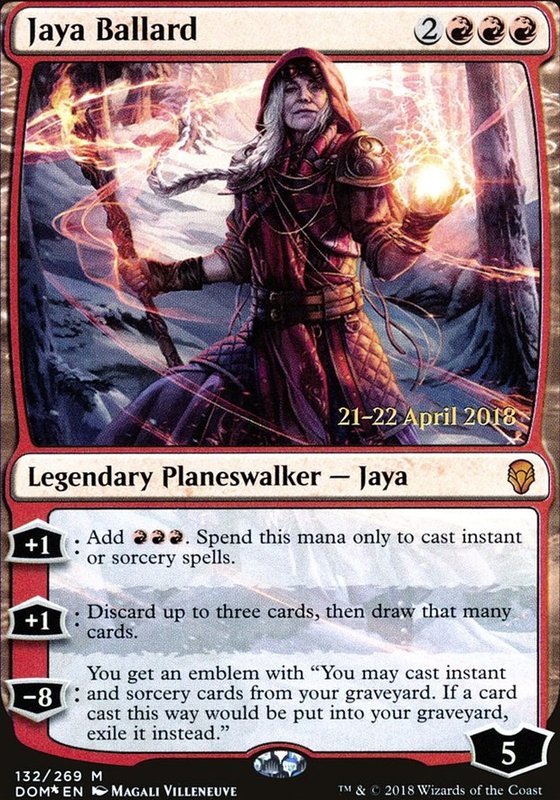 Jaya Ballard 2
21-22 April 2018
Legendary Planeswalker — Jaya
+1 : Add . Spend this mana only to cast instant
or sorcery spells.
+1 : Discard up to three cards, then draw that many
cards.
-8 : You get an emblem with “You may cast instant
and sorcery cards from your graveyard. If a card
cast this way would be put into your graveyard,
exile it instead.”
5
132/269 M
DOM★EN MAGALI VILLENEUVE
™ & © 2018 Wizards of the Coast